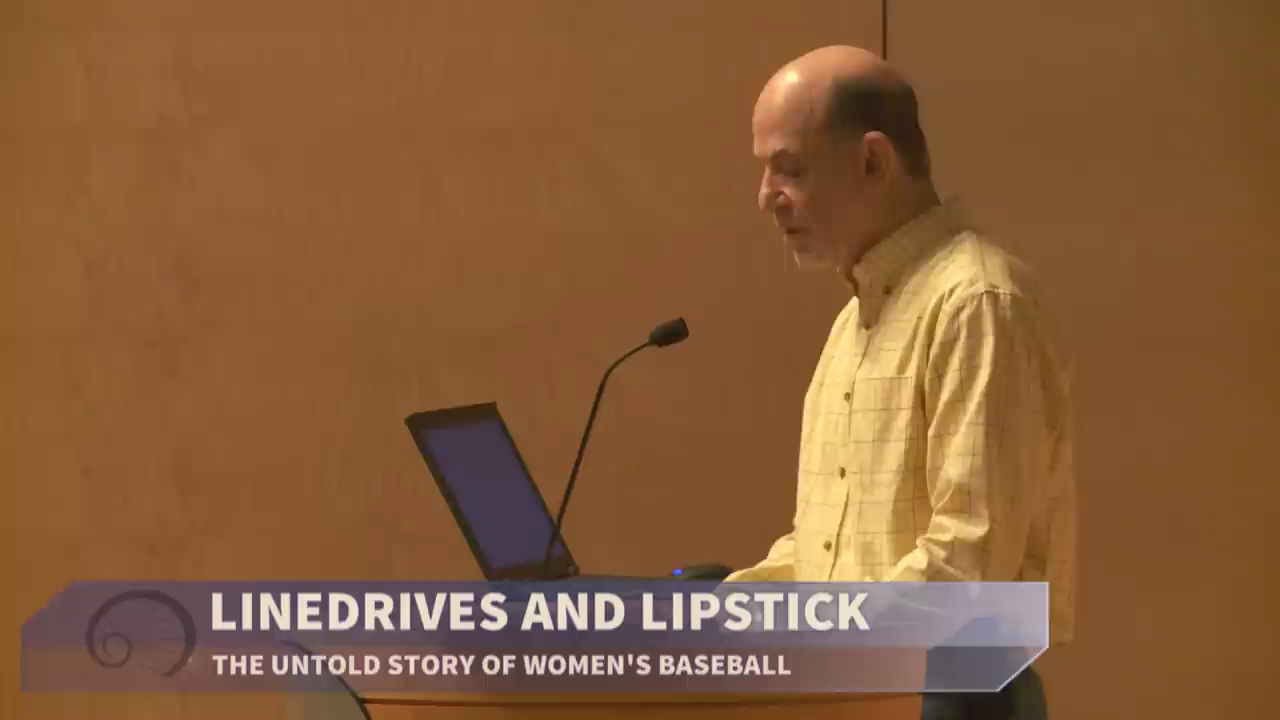 LINEDRIVES AND LIPSTICK
THE UNTOLD STORY OF WOMEN'S BASEBALL